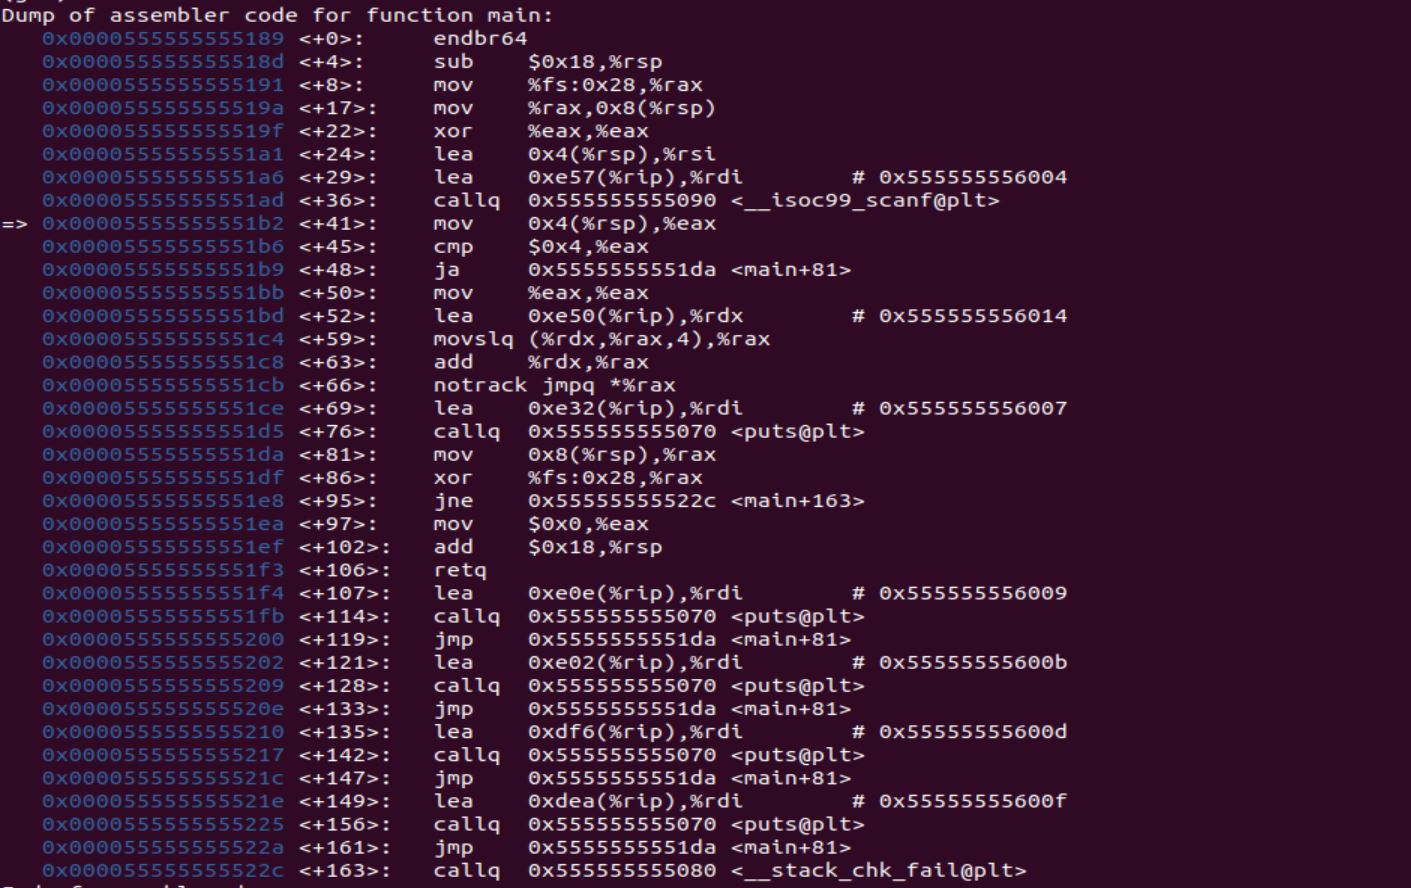 Dump of assembler code for function main:
0x0000555555555189 <+0>: endbr64
0x000055555555518d <+4>: sub $0x18,%rsp
0x0000555555555191 <+8>: mov %fs:0x28,%rax
0x000055555555519a <+17>: mov %rax,0x8(%rsp)
0x000055555555519f <+22>: xor %eax,%eax
0x00005555555551a1 <+24>: lea 0x4(%rsp),%rsi
0x00005555555551a6 <+29>: lea 0xe57(%rip),%rdi # 0x555555556004
0x00005555555551ad <+36>: callq 0x555555555090 <__isoc99_scanf@plt>
=> 0x00005555555551b2 <+41>: mov 0x4(%rsp),%eax
0x00005555555551b6 <+45>: cmp $0x4,%eax
0x00005555555551b9 <+48>: ja 0x5555555551da <main+81>
0x00005555555551bb <+50>: mov %eax,%eax
0x00005555555551bd <+52>: lea 0xe50(%rip),%rdx # 0x555555556014
0x00005555555551c4 <+59>: movslq (%rdx,%rax,4),%rax
0x00005555555551c8 <+63>: add %rdx,%rax
0x00005555555551cb <+66>: notrack jmpq *%rax
0x00005555555551ce <+69>: lea 0xe32(%rip),%rdi # 0x555555556007
0x00005555555551d5 <+76>: callq 0x555555555070 <puts@plt>
0x00005555555551da <+81>: mov 0x8(%rsp),%rax
0x00005555555551df <+86>: xor %fs:0x28,%rax
0x00005555555551e8 <+95>: jne 0x55555555522c <main+163>
0x00005555555551ea <+97>: mov $0x0,%eax
0x00005555555551ef <+102>: add $0x18,%rsp
0x00005555555551f3 <+106>: retq
0x00005555555551f4 <+107>: lea 0xe0e(%rip),%rdi # 0x555555556009
0x00005555555551fb <+114>: callq 0x555555555070 <puts@plt>
0x0000555555555200 <+119>: jmp 0x5555555551da <main+81>
0x0000555555555202 <+121>: lea 0xe02(%rip),%rdi # 0x55555555600b
0x0000555555555209 <+128>: callq 0x555555555070 <puts@plt>
0x000055555555520e <+133>: jmp 0x5555555551da <main+81>
0x0000555555555210 <+135>: lea 0xdf6(%rip),%rdi # 0x55555555600d
0x0000555555555217 <+142>: callq 0x555555555070 <puts@plt>
0x000055555555521c <+147>: jmp 0x5555555551da <main+81>
0x000055555555521e <+149>: lea 0xdea(%rip),%rdi # 0x55555555600f
0x0000555555555225 <+156>: callq 0x555555555070 <puts@plt>
0x000055555555522a <+161>: jmp 0x5555555551da <main+81>
0x000055555555522c <+163>: callq 0x555555555080 <__stack_chk_fail@plt>